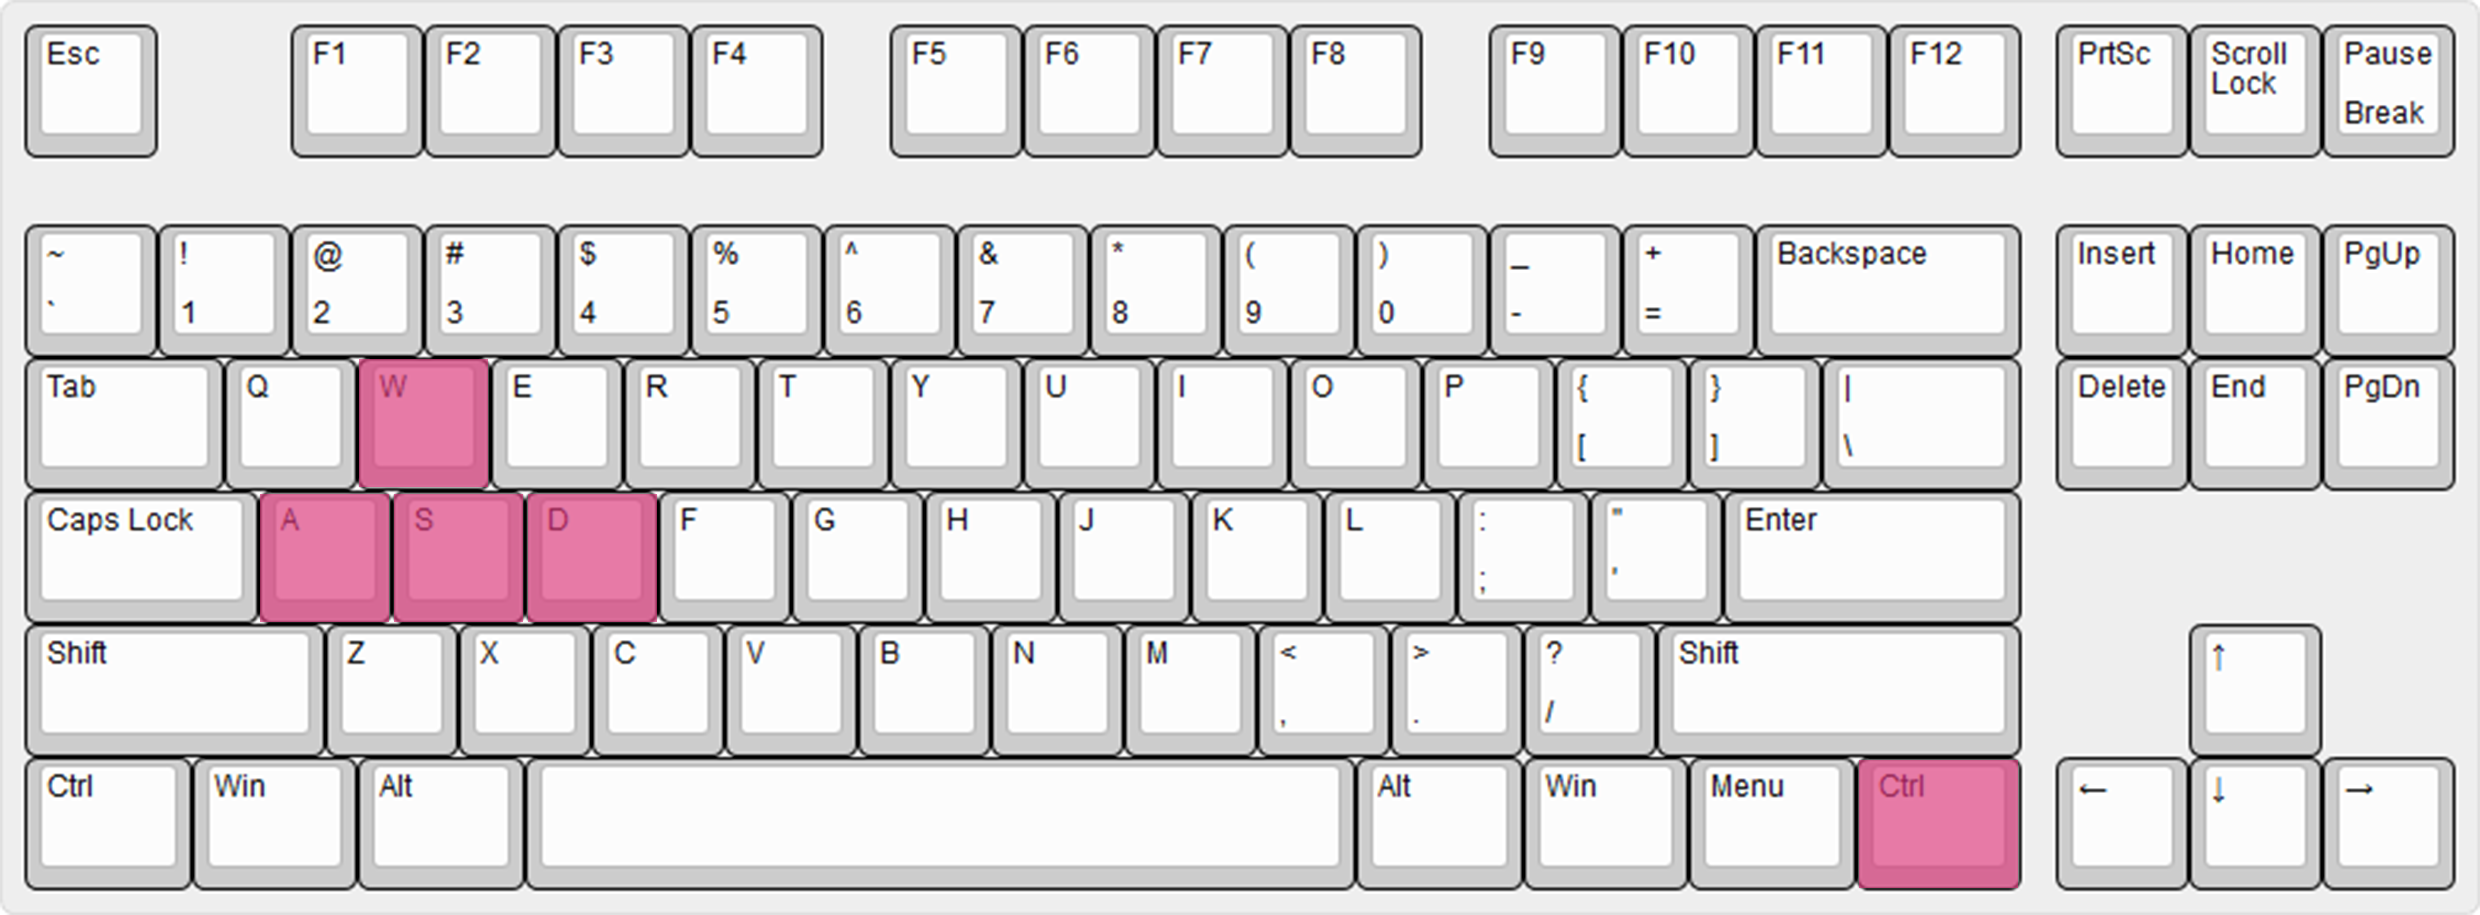 Esc F1 F2 F3 F4 F5 F6 F7 F8 F9 F10 F11 F12 PrtSc Scroll Pause
Lock
Break
~ ! @ # $ % ^ & * ( ) _ + Backspace Insert Home PgUp
` 1 2 3 4 5 6 7 8 9 0 - =
Tab Q W E R T Y U I O P { } | Delete End PgDn
[ ] \
Caps Lock A S D F G H J K L : " Enter
; '
Shift Z X C V B N M < > ? Shift ↑
, . /
Ctrl Win Alt Alt Win Menu Ctrl ← ↓ →